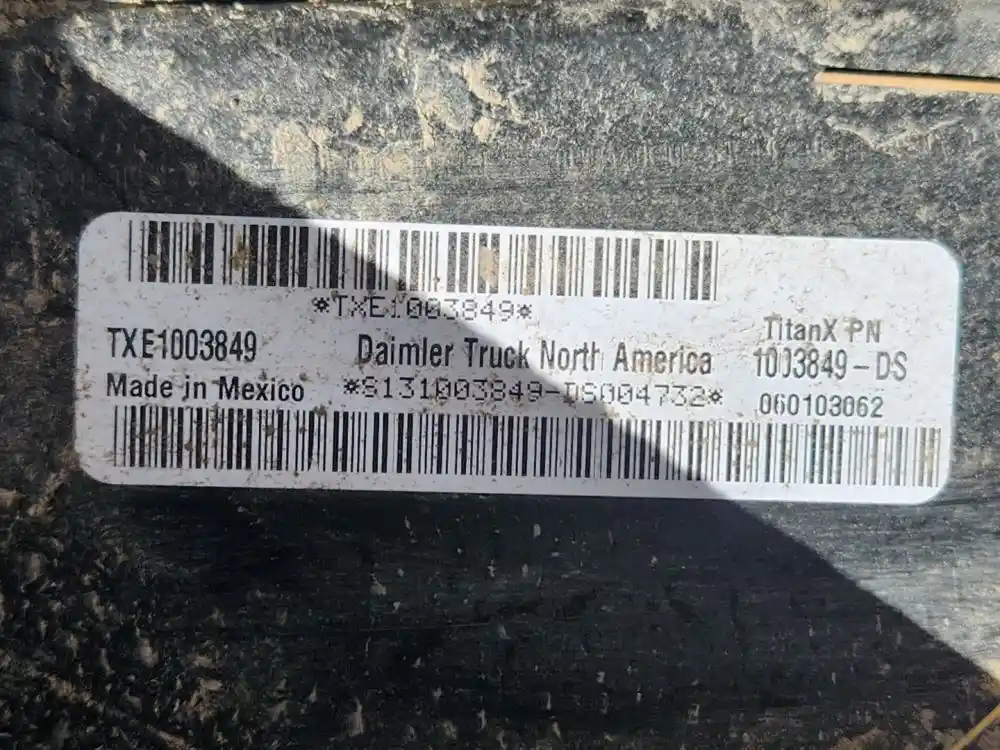 *TXE1003849*
TXE1003849
Daimler Truck North America
TitanX PN
1003849-DS
Made in Mexico
*S131003849-DS004732*
060103062